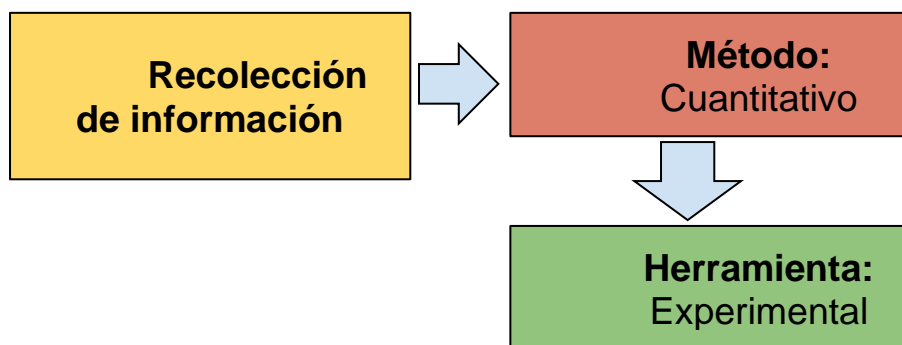 Recolección
de información
Método:
Cuantitativo
Herramienta:
Experimental